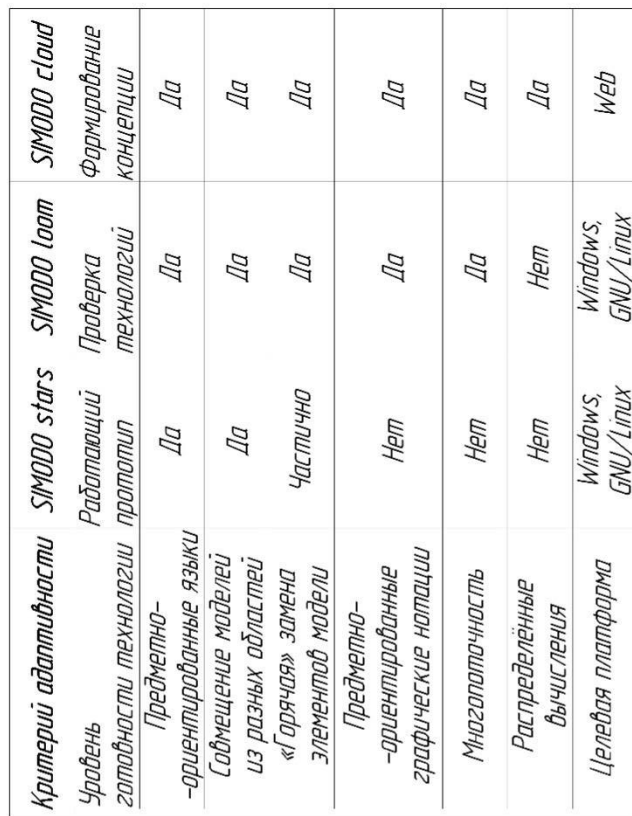 Критерий адаптивности SIMODO stars SIMODO loom SIMODO cloud
Уровень
готовности технологии
Работающий
прототип
Проверка
технологий
Формирование
концепции
Предметно-
-ориентированные языки
Да Да Да
Совмещение моделей
из разных областей
Да Да Да
«Горячая» замена
элементов модели
Частично Да Да
Предметно-
-ориентированные
графические нотации
Нет Да Да
Многопоточность Нет Да Да
Распределённые
вычисления
Нет Нет Да
Целевая платформа
Windows,
GNU/Linux
Windows,
GNU/Linux
Web